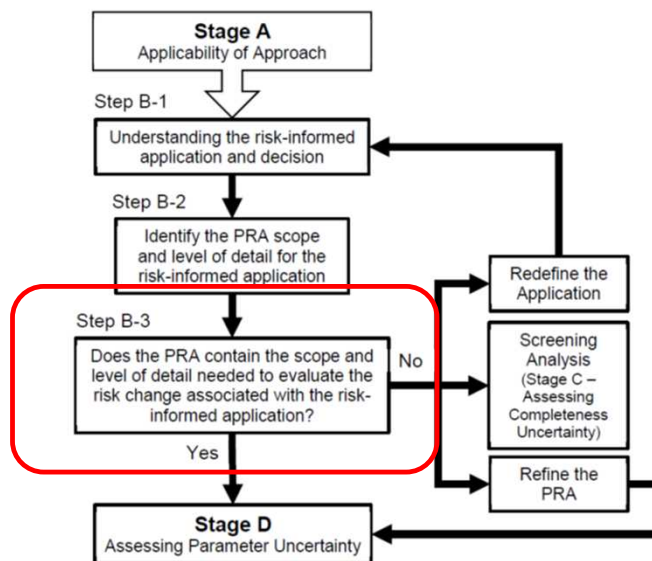 Stage A
Applicability of Approach
Step B-1
Understanding the risk-informed
application and decision
Step B-2
Identify the PRA scope
and level of detail for the
risk-informed application
Redefine the
Application
Step B-3
Does the PRA contain the scope and
level of detail needed to evaluate the
risk change associated with the risk-
informed application?
No
Screening
Analysis
(Stage C –
Assessing
Completeness
Uncertainty)
Yes
Refine the
PRA
Stage D
Assessing Parameter Uncertainty